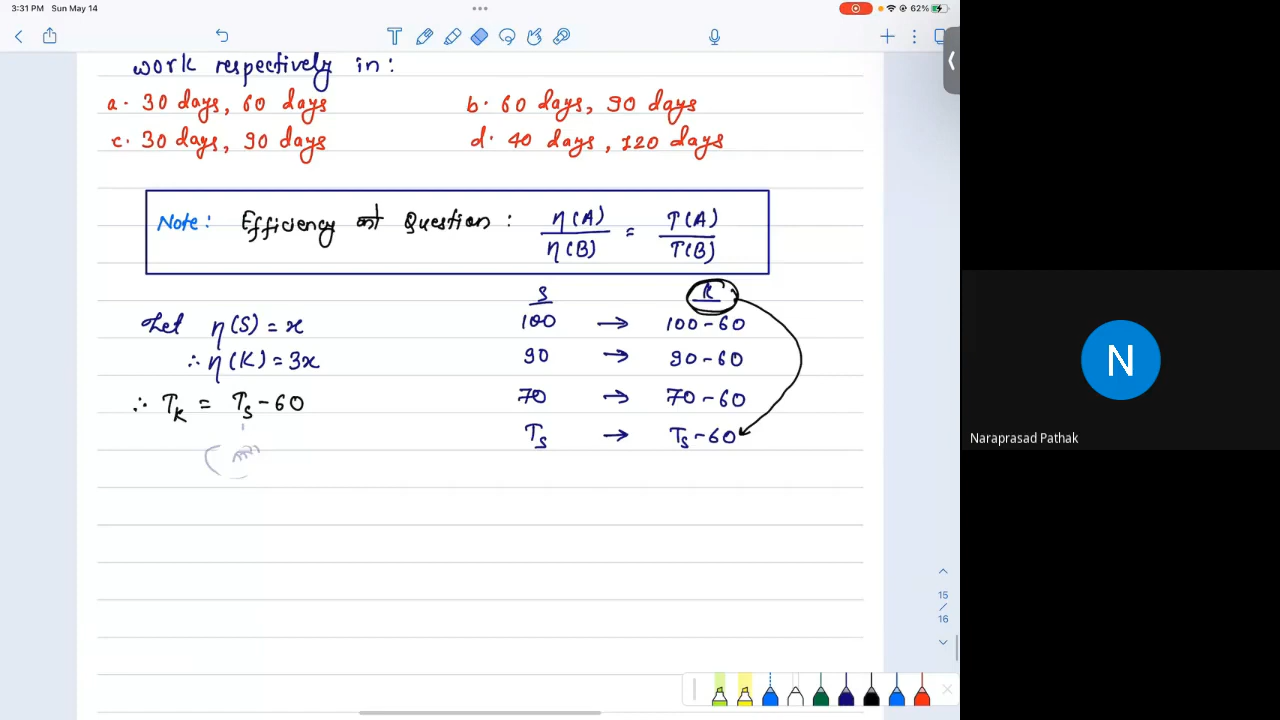 3:31 PM Sun May 14
62%
work respectively in:
a. 30 days, 60 days
b. 60 days, 90 days
c. 30 days, 90 days
d. 40 days, 120 days
Note: Efficiency Question: η(A)/η(B) = T(A)/T(B)
S K
Let η(S) = x
100 → 100-60
∴ η(K) = 3x
90 → 90-60
70 → 70-60
∴ T_K = T_S - 60
T_S → T_S-60
15
/
16
N
Naraprasad Pathak